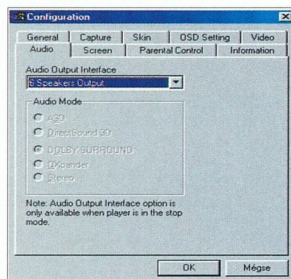 Configuration
General Capture Skin OSD Setting Video
Audio Screen Parental Control Information
Audio Output Interface
6 Speakers Output
Audio Mode
A3D
DirectSound 3D
DOLBY SURROUND
QXpander
Stereo
Note: Audio Output Interface option is
only available when player is in the stop
mode.
OK Mégse